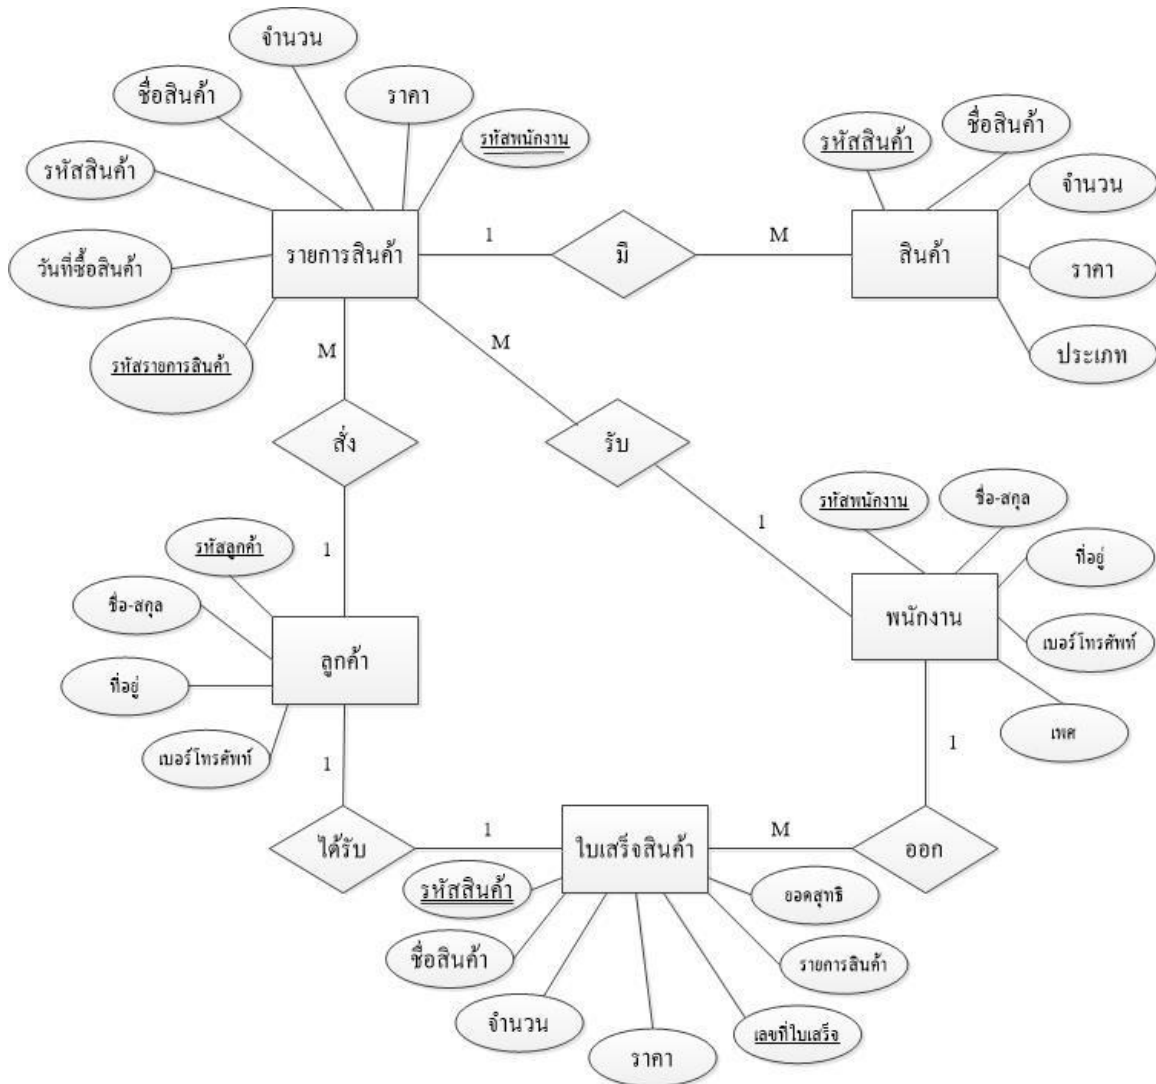 จำนวน
ชื่อสินค้า
ราคา
รหัสพนักงาน
รหัสสินค้า
วันที่ซื้อสินค้า
รหัสรายการสินค้า
รายการสินค้า
1
มี
M
สินค้า
รหัสสินค้า
ชื่อสินค้า
จำนวน
ราคา
ประเภท
M
M
สั่ง
รับ
1
1
รหัสลูกค้า
ชื่อ-สกุล
ที่อยู่
เบอร์โทรศัพท์
ลูกค้า
รหัสพนักงาน
ชื่อ-สกุล
ที่อยู่
เบอร์โทรศัพท์
เพศ
พนักงาน
1
1
ได้รับ
1
ใบเสร็จสินค้า
M
ออก
รหัสสินค้า
ชื่อสินค้า
จำนวน
ราคา
เลขที่ใบเสร็จ
รายการสินค้า
ยอดสุทธิ